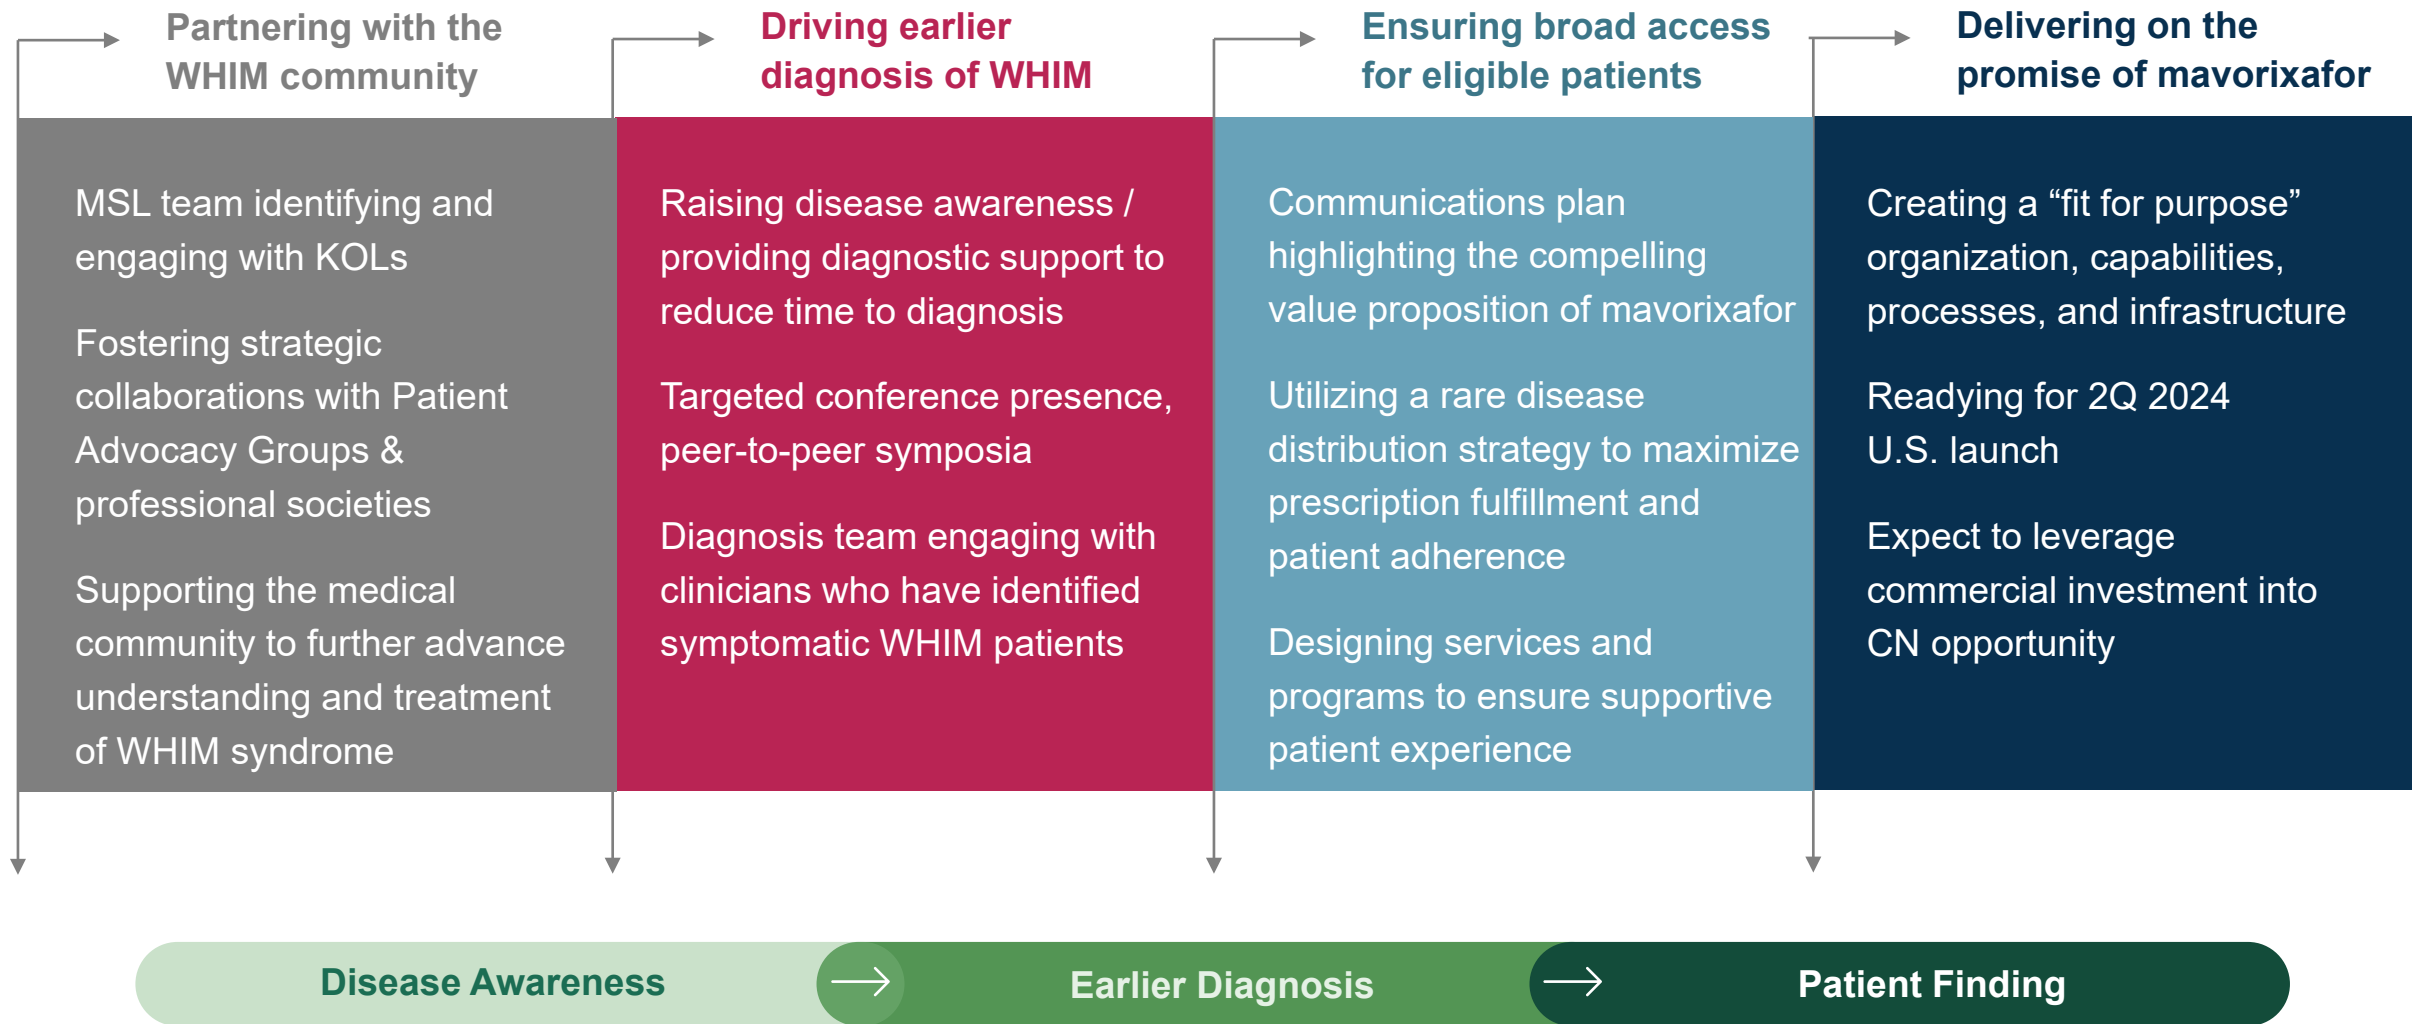 Partnering with the
WHIM community
MSL team identifying and
engaging with KOLs
Fostering strategic
collaborations with Patient
Advocacy Groups &
professional societies
Supporting the medical
community to further advance
understanding and treatment
of WHIM syndrome
Driving earlier
diagnosis of WHIM
Raising disease awareness /
providing diagnostic support to
reduce time to diagnosis
Targeted conference presence,
peer-to-peer symposia
Diagnosis team engaging with
clinicians who have identified
symptomatic WHIM patients
Ensuring broad access
for eligible patients
Communications plan
highlighting the compelling
value proposition of mavorixafor
Utilizing a rare disease
distribution strategy to maximize
prescription fulfillment and
patient adherence
Designing services and
programs to ensure supportive
patient experience
Delivering on the
promise of mavorixafor
Creating a “fit for purpose”
organization, capabilities,
processes, and infrastructure
Readying for 2Q 2024
U.S. launch
Expect to leverage
commercial investment into
CN opportunity
Disease Awareness
Earlier Diagnosis
Patient Finding